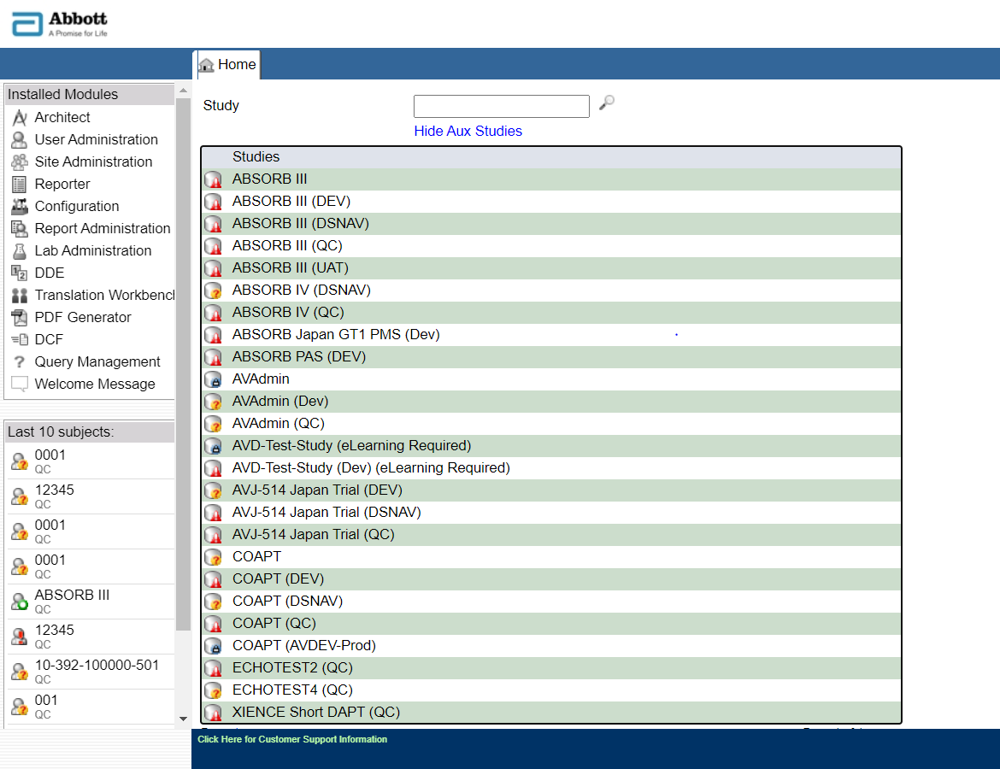 Abbott
A Promise for Life
Home
Installed Modules
Architect
User Administration
Site Administration
Reporter
Configuration
Report Administration
Lab Administration
DDE
Translation Workbench
PDF Generator
DCF
Query Management
Welcome Message
Last 10 subjects:
0001
QC
12345
QC
0001
QC
0001
QC
ABSORB III
QC
12345
QC
10-392-100000-501
QC
001
QC
Study
Hide Aux Studies
Studies
ABSORB III
ABSORB III (DEV)
ABSORB III (DSNAV)
ABSORB III (QC)
ABSORB III (UAT)
ABSORB IV (DSNAV)
ABSORB IV (QC)
ABSORB Japan GT1 PMS (Dev)
ABSORB PAS (DEV)
AVAdmin
AVAdmin (Dev)
AVAdmin (QC)
AVD-Test-Study (eLearning Required)
AVD-Test-Study (Dev) (eLearning Required)
AVJ-514 Japan Trial (DEV)
AVJ-514 Japan Trial (DSNAV)
AVJ-514 Japan Trial (QC)
COAPT
COAPT (DEV)
COAPT (DSNAV)
COAPT (QC)
COAPT (AVDEV-Prod)
ECHOTEST2 (QC)
ECHOTEST4 (QC)
XIENCE Short DAPT (QC)
Click Here for Customer Support Information